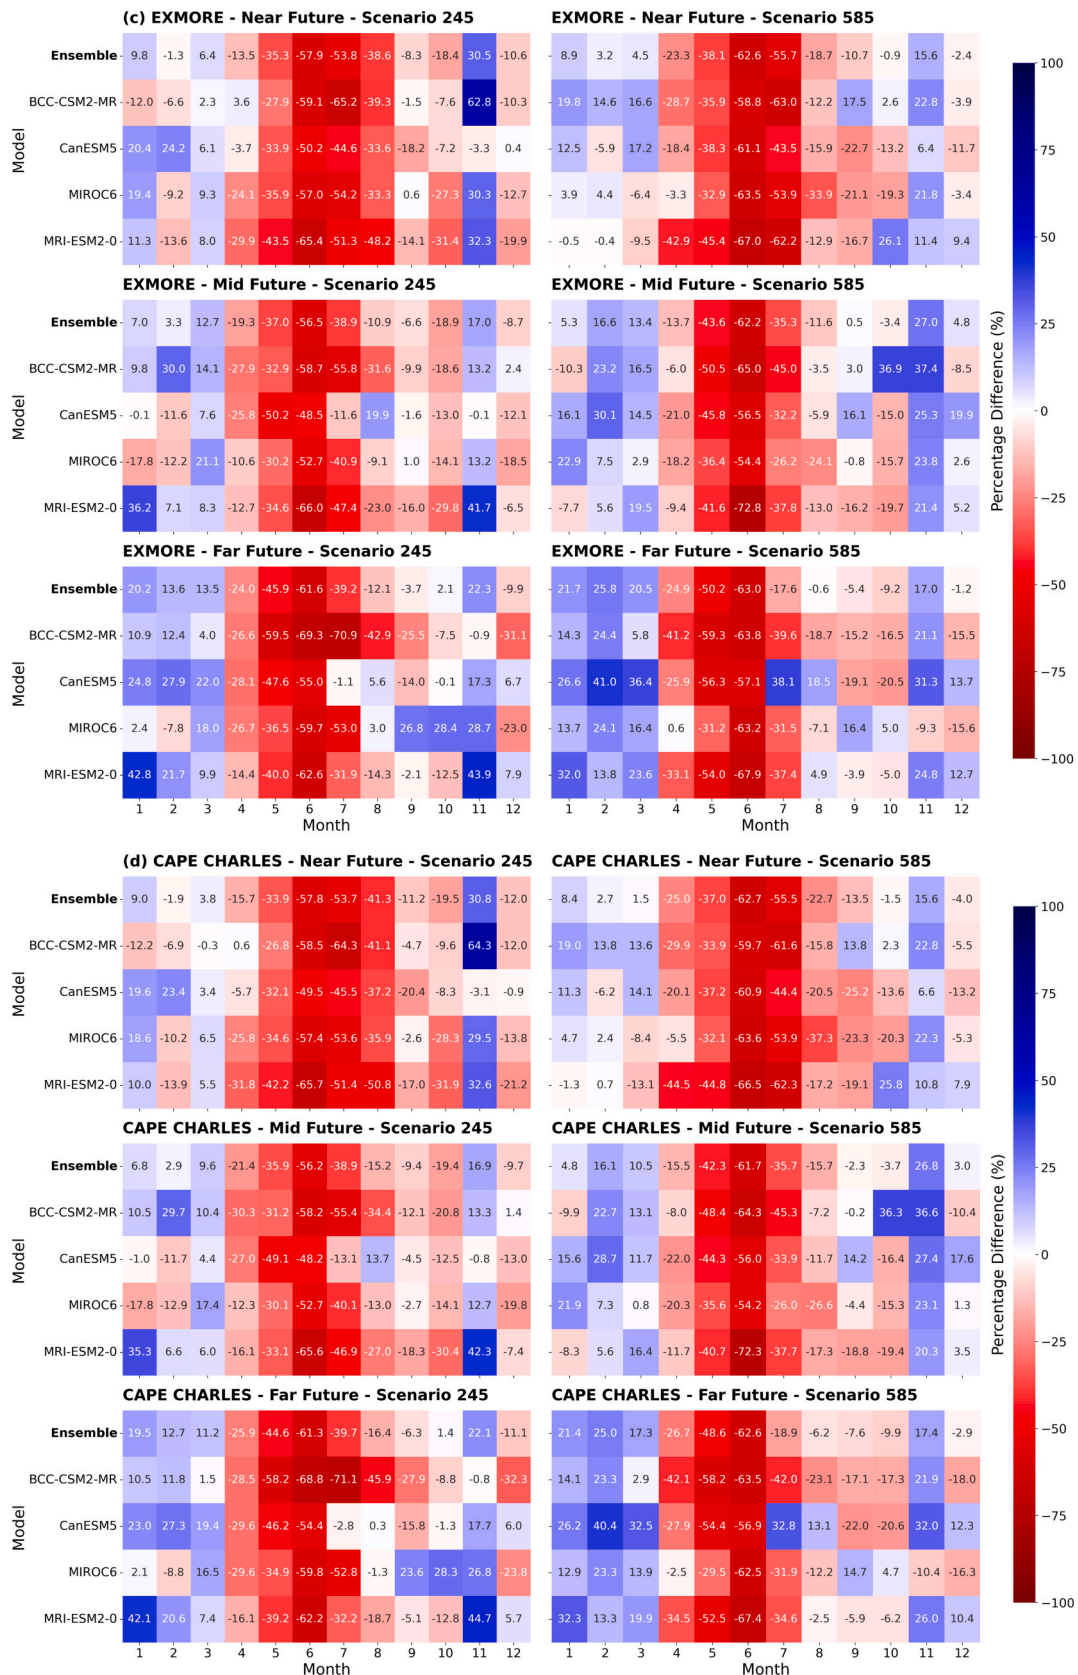 (c) EXMORE - Near Future - Scenario 245
EXMORE - Near Future - Scenario 585
Model
Ensemble 9.8 -1.3 6.4 -13.5 -35.3 -57.9 -53.8 -38.6 -8.3 -18.4 30.5 -10.6
8.9 3.2 4.5 -23.3 -38.1 -62.6 -55.7 -18.7 -10.7 -0.9 15.6 -2.4
BCC-CSM2-MR -12.0 -6.6 2.3 3.6 -27.9 -59.1 -65.2 -39.3 -1.5 -7.6 62.8 -10.3
19.8 14.6 16.6 -28.7 -35.9 -58.8 -63.0 -12.2 17.5 2.6 22.8 -3.9
CanESM5 20.4 24.2 6.1 -3.7 -33.9 -50.2 -44.6 -33.6 -18.2 -7.2 -3.3 0.4
12.5 -5.9 17.2 -18.4 -38.3 -61.1 -43.5 -15.9 -22.7 -13.2 6.4 -11.7
MIROC6 19.4 -9.2 9.3 -24.1 -35.9 -57.0 -54.2 -33.3 0.6 -27.3 30.3 -12.7
3.9 4.4 -6.4 -3.3 -32.9 -63.5 -53.9 -33.9 -21.1 -19.3 21.8 -3.4
MRI-ESM2-0 11.3 -13.6 8.0 -29.9 -43.5 -65.4 -51.3 -48.2 -14.1 -31.4 32.3 -19.9
-0.5 -0.4 -9.5 -42.9 -45.4 -67.0 -62.2 -12.9 -16.7 26.1 11.4 9.4
EXMORE - Mid Future - Scenario 245
EXMORE - Mid Future - Scenario 585
Model
Ensemble 7.0 3.3 12.7 -19.3 -37.0 -56.5 -38.9 -10.9 -6.6 -18.9 17.0 -8.7
5.3 16.6 13.4 -13.7 -43.6 -62.2 -35.3 -11.6 0.5 -3.4 27.0 4.8
BCC-CSM2-MR 9.8 30.0 14.1 -27.9 -32.9 -58.7 -55.8 -31.6 -9.9 -18.6 13.2 2.4
-10.3 23.2 16.5 -6.0 -50.5 -65.0 -45.0 -3.5 3.0 36.9 37.4 -8.5
CanESM5 -0.1 -11.6 7.6 -25.8 -50.2 -48.5 -11.6 19.9 -1.6 -13.0 -0.1 -12.1
16.1 30.1 14.5 -21.0 -45.8 -56.5 -32.2 -5.9 16.1 -15.0 25.3 19.9
MIROC6 -17.8 -12.2 21.1 -10.6 -30.2 -52.7 -40.9 -9.1 1.0 -14.1 13.2 -18.5
22.9 7.5 2.9 -18.2 -36.4 -54.4 -26.2 -24.1 -0.8 -15.7 23.8 2.6
MRI-ESM2-0 36.2 7.1 8.3 -12.7 -34.6 -66.0 -47.4 -23.0 -16.0 -29.8 41.7 -6.5
-7.7 5.6 19.5 -9.4 -41.6 -72.8 -37.8 -13.0 -16.2 -19.7 21.4 5.2
EXMORE - Far Future - Scenario 245
EXMORE - Far Future - Scenario 585
Model
Ensemble 20.2 13.6 13.5 -24.0 -45.9 -61.6 -39.2 -12.1 -3.7 2.1 22.3 -9.9
21.7 25.8 20.5 -24.9 -50.2 -63.0 -17.6 -0.6 -5.4 -9.2 17.0 -1.2
BCC-CSM2-MR 10.9 12.4 4.0 -26.6 -59.5 -69.3 -70.9 -42.9 -25.5 -7.5 -0.9 -31.1
14.3 24.4 5.8 -41.2 -59.3 -63.8 -39.6 -18.7 -15.2 -16.5 21.1 -15.5
CanESM5 24.8 27.9 22.0 -28.1 -47.6 -55.0 -1.1 5.6 -14.0 -0.1 17.3 6.7
26.6 41.0 36.4 -25.9 -56.3 -57.1 38.1 18.5 -19.1 -20.5 31.3 13.7
MIROC6 2.4 -7.8 18.0 -26.7 -36.5 -59.7 -53.0 3.0 26.8 28.4 28.7 -23.0
13.7 24.1 16.4 0.6 -31.2 -63.2 -31.5 -7.1 16.4 5.0 -9.3 -15.6
MRI-ESM2-0 42.8 21.7 9.9 -14.4 -40.0 -62.6 -31.9 -14.3 -2.1 -12.5 43.9 7.9
32.0 13.8 23.6 -33.1 -54.0 -67.9 -37.4 4.9 -3.9 -5.0 24.8 12.7
1 2 3 4 5 6 7 8 9 10 11 12
1 2 3 4 5 6 7 8 9 10 11 12
Month
Month
100
75
50
25
0
−25
−50
−75
−100
Percentage Difference (%)
(d) CAPE CHARLES - Near Future - Scenario 245
CAPE CHARLES - Near Future - Scenario 585
Model
Ensemble 9.0 -1.9 3.8 -15.7 -33.9 -57.8 -53.7 -41.3 -11.2 -19.5 30.8 -12.0
8.4 2.7 1.5 -25.0 -37.0 -62.7 -55.5 -22.7 -13.5 -1.5 15.6 -4.0
BCC-CSM2-MR -12.2 -6.9 -0.3 0.6 -26.8 -58.5 -64.3 -41.1 -4.7 -9.6 64.3 -12.0
19.0 13.8 13.6 -29.9 -33.9 -59.7 -61.6 -15.8 13.8 2.3 22.8 -5.5
CanESM5 19.6 23.4 3.4 -5.7 -32.1 -49.5 -45.5 -37.2 -20.4 -8.3 -3.1 -0.9
11.3 -6.2 14.1 -20.1 -37.2 -60.9 -44.4 -20.5 -25.2 -13.6 6.6 -13.2
MIROC6 18.6 -10.2 6.5 -25.8 -34.6 -57.4 -53.6 -35.9 -2.6 -28.3 29.5 -13.8
4.7 2.4 -8.4 -5.5 -32.1 -63.6 -53.9 -37.3 -23.3 -20.3 22.3 -5.3
MRI-ESM2-0 10.0 -13.9 5.5 -31.8 -42.2 -65.7 -51.4 -50.8 -17.0 -31.9 32.6 -21.2
-1.3 0.7 -13.1 -44.5 -44.8 -66.5 -62.3 -17.2 -19.1 25.8 10.8 7.9
CAPE CHARLES - Mid Future - Scenario 245
CAPE CHARLES - Mid Future - Scenario 585
Model
Ensemble 6.8 2.9 9.6 -21.4 -35.9 -56.2 -38.9 -15.2 -9.4 -19.4 16.9 -9.7
4.8 16.1 10.5 -15.5 -42.3 -61.7 -35.7 -15.7 -2.3 -3.7 26.8 3.0
BCC-CSM2-MR 10.5 29.7 10.4 -30.3 -31.2 -58.2 -55.4 -34.4 -12.1 -20.8 13.3 1.4
-9.9 22.7 13.1 -8.0 -48.4 -64.3 -45.3 -7.2 -0.2 36.3 36.6 -10.4
CanESM5 -1.0 -11.7 4.4 -27.0 -49.1 -48.2 -13.1 13.7 -4.5 -12.5 -0.8 -13.0
15.6 28.7 11.7 -22.0 -44.3 -56.0 -33.9 -11.7 14.2 -16.4 27.4 17.6
MIROC6 -17.8 -12.9 17.4 -12.3 -30.1 -52.7 -40.1 -13.0 -2.7 -14.1 12.7 -19.8
21.9 7.3 0.8 -20.3 -35.6 -54.2 -26.0 -26.6 -4.4 -15.3 23.1 1.3
MRI-ESM2-0 35.3 6.6 6.0 -16.1 -33.1 -65.6 -46.9 -27.0 -18.3 -30.4 42.3 -7.4
-8.3 5.6 16.4 -11.7 -40.7 -72.3 -37.7 -17.3 -18.8 -19.4 20.3 3.5
CAPE CHARLES - Far Future - Scenario 245
CAPE CHARLES - Far Future - Scenario 585
Model
Ensemble 19.5 12.7 11.2 -25.9 -44.6 -61.3 -39.7 -16.4 -6.3 1.4 22.1 -11.1
21.4 25.0 17.3 -26.7 -48.6 -62.6 -18.9 -6.2 -7.6 -9.9 17.4 -2.9
BCC-CSM2-MR 10.5 11.8 1.5 -28.5 -58.2 -68.8 -71.1 -45.9 -27.9 -8.8 -0.8 -32.3
14.1 23.3 2.9 -42.1 -58.2 -63.5 -42.0 -23.1 -17.1 -17.3 21.9 -18.0
CanESM5 23.0 27.3 19.4 -29.6 -46.2 -54.4 -2.8 0.3 -15.8 -1.3 17.7 6.0
26.2 40.4 32.5 -27.9 -54.4 -56.9 32.8 13.1 -22.0 -20.6 32.0 12.3
MIROC6 2.1 -8.8 16.5 -29.6 -34.9 -59.8 -52.8 -1.3 23.6 28.3 26.8 -23.8
12.9 23.3 13.9 -2.5 -29.5 -62.5 -31.9 -12.2 14.7 4.7 -10.4 -16.3
MRI-ESM2-0 42.1 20.6 7.4 -16.1 -39.2 -62.2 -32.2 -18.7 -5.1 -12.8 44.7 5.7
32.3 13.3 19.9 -34.5 -52.5 -67.4 -34.6 -2.5 -5.9 -6.2 26.0 10.4
1 2 3 4 5 6 7 8 9 10 11 12
1 2 3 4 5 6 7 8 9 10 11 12
Month
Month
100
75
50
25
0
−25
−50
−75
−100
Percentage Difference (%)